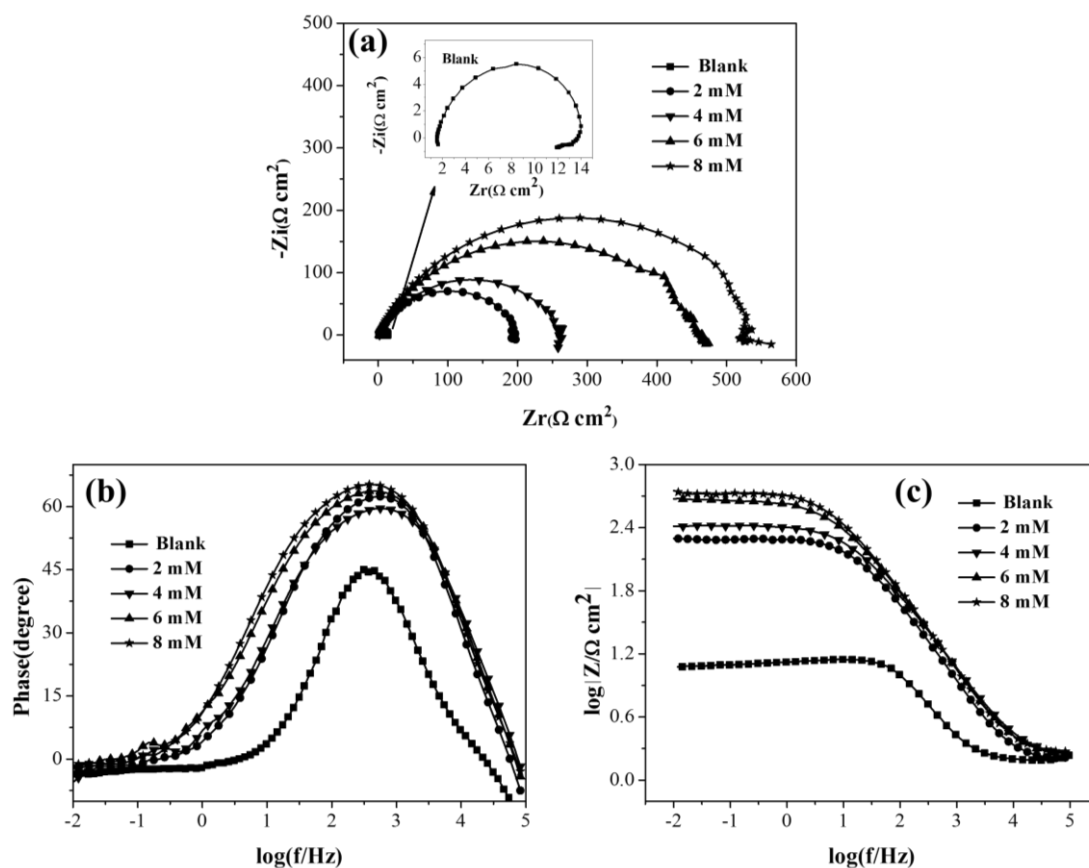 (a)
500
400
300
200
100
0
-Zi(Ω cm²)
0 100 200 300 400 500 600
Zr(Ω cm²)
Blank
6
4
2
0
-Zi(Ω cm²)
2 4 6 8 10 12 14
Zr(Ω cm²)
Blank
2 mM
4 mM
6 mM
8 mM
(b)
60
45
30
15
0
Phase(degree)
Blank
2 mM
4 mM
6 mM
8 mM
-2 -1 0 1 2 3 4 5
log(f/Hz)
(c)
3.0
2.4
1.8
1.2
0.6
0.0
log|Z/Ω cm²|
Blank
2 mM
4 mM
6 mM
8 mM
-2 -1 0 1 2 3 4 5
log(f/Hz)